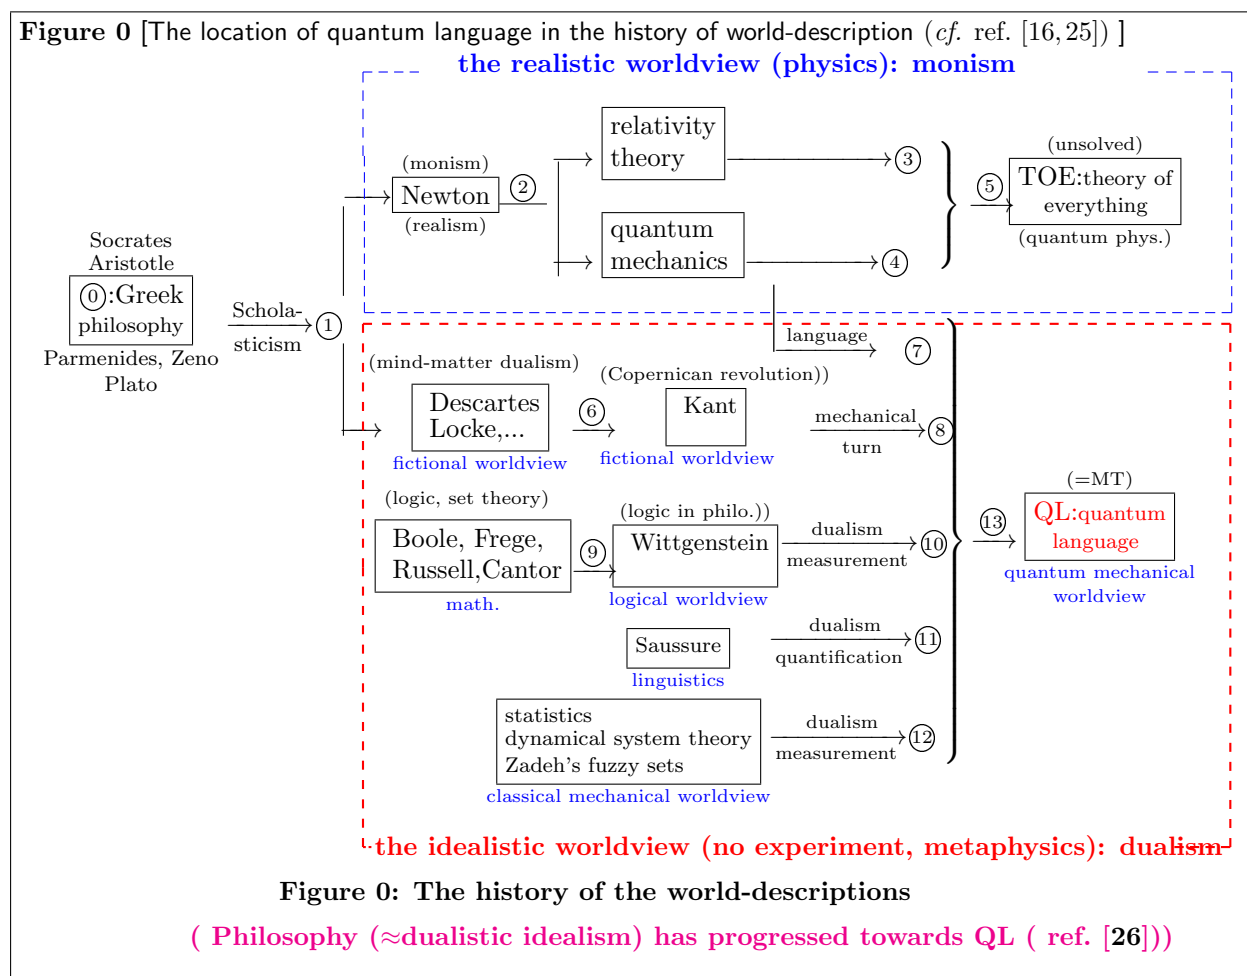 Figure 0 [The location of quantum language in the history of world-description (cf. ref. [16, 25]) ]
the realistic worldview (physics): monism
Socrates
Aristotle
⓪:Greek
philosophy
Parmenides, Zeno
Plato
Schola-
sticism
①
(monism)
Newton
(realism)
②
relativity
theory
③
quantum
mechanics
④
⑤
(unsolved)
TOE:theory of
everything
(quantum phys.)
language
⑦
(mind-matter dualism)
Descartes
Locke,...
fictional worldview
⑥
(Copernican revolution))
Kant
fictional worldview
mechanical
turn
⑧
(logic, set theory)
Boole, Frege,
Russell,Cantor
math.
⑨
(logic in philo.))
Wittgenstein
logical worldview
dualism
measurement
⑩
Saussure
linguistics
dualism
quantification
⑪
statistics
dynamical system theory
Zadeh's fuzzy sets
classical mechanical worldview
dualism
measurement
⑫
⑬
(=MT)
QL:quantum
language
quantum mechanical
worldview
the idealistic worldview (no experiment, metaphysics): dualism
Figure 0: The history of the world-descriptions
( Philosophy (≈dualistic idealism) has progressed towards QL ( ref. [26]))